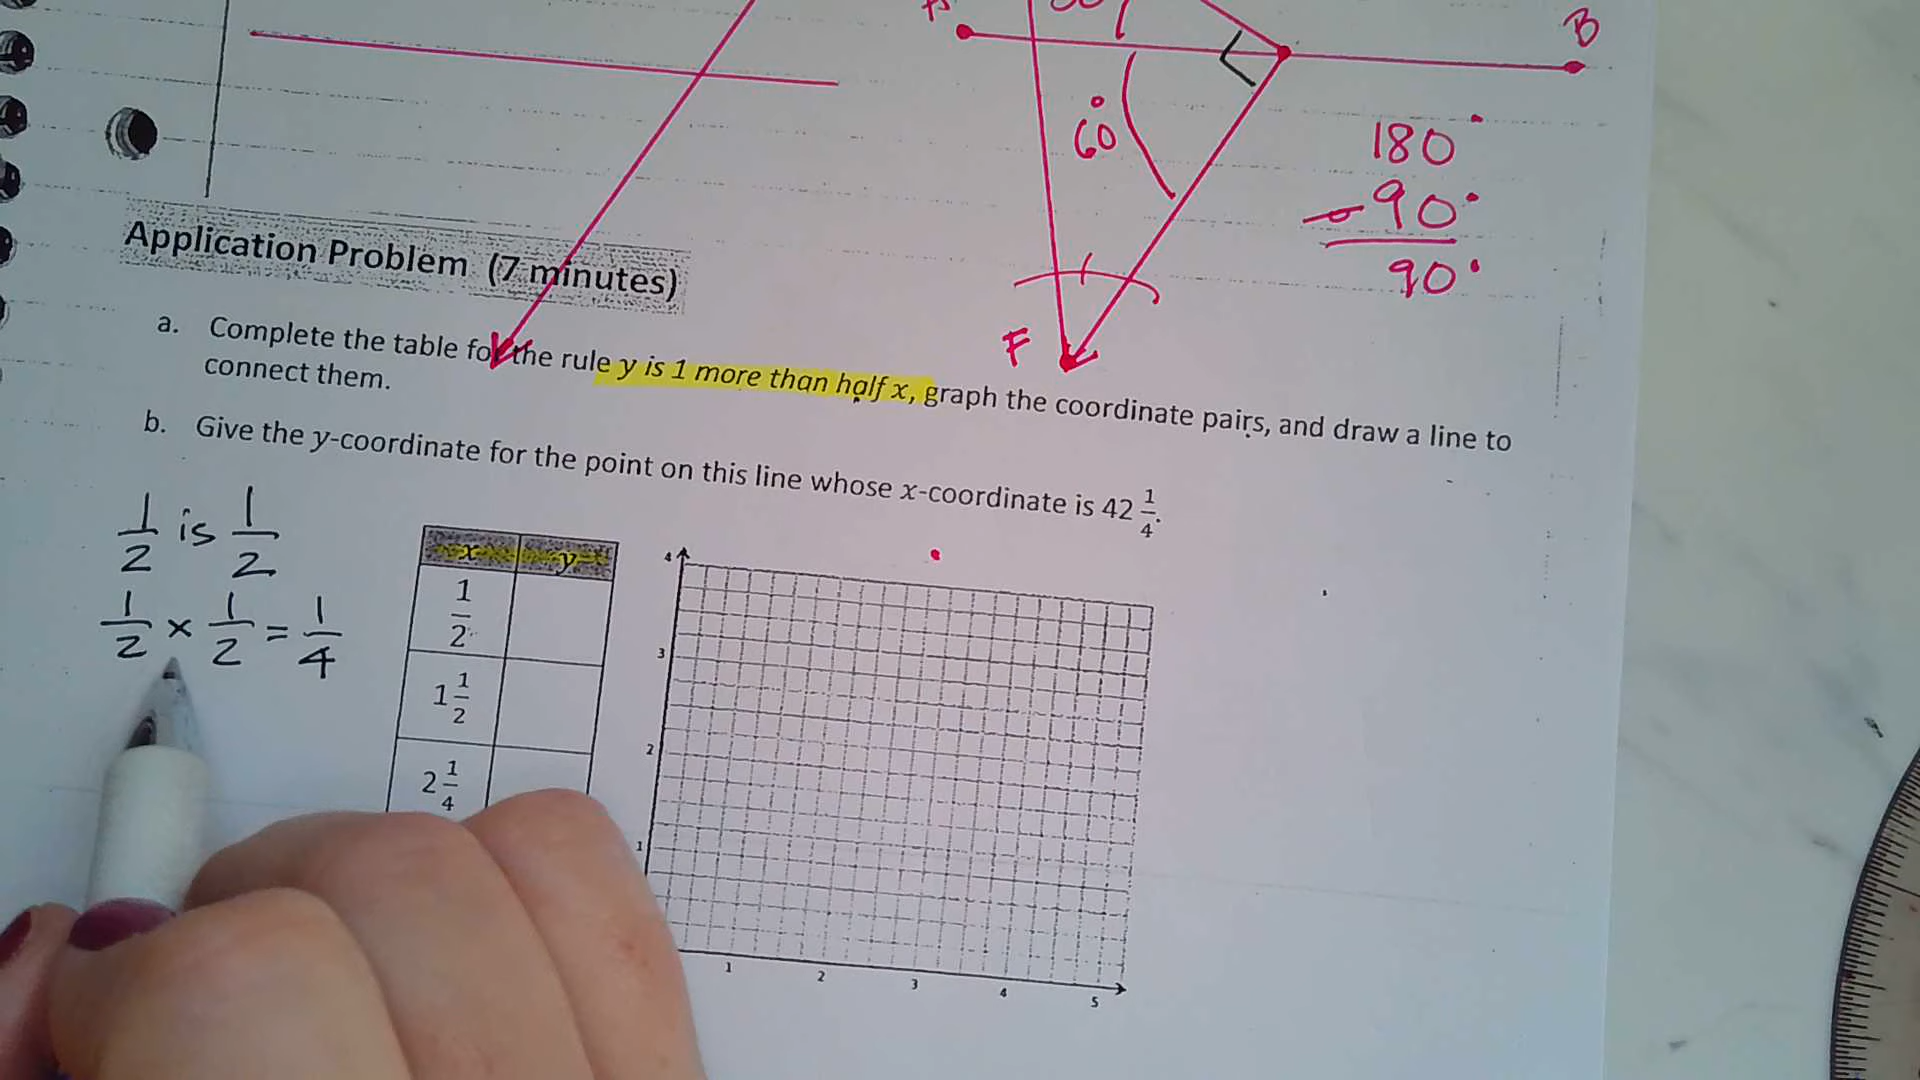 B
60°
180°
- 90°
90°
F
Application Problem (7 minutes)
a. Complete the table for the rule y is 1 more than half x, graph the coordinate pairs, and draw a line to
connect them.
b. Give the y-coordinate for the point on this line whose x-coordinate is 42 1/4.
1/2 is 1/2
1/2 × 1/2 = 1/4
x y
1/2
1 1/2
2 1/4
4
3
2
1
1 2 3 4 5